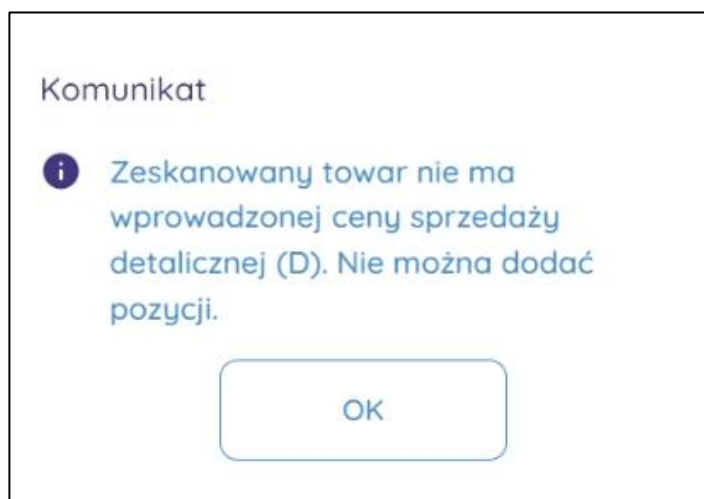 Komunikat
Zeskanowany towar nie ma
wprowadzonej ceny sprzedaży
detalicznej (D). Nie można dodać
pozycji.
OK